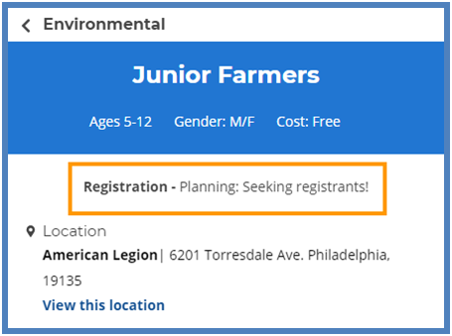 Environmental
Junior Farmers
Ages 5-12 Gender: M/F Cost: Free
Registration - Planning: Seeking registrants!
Location
American Legion| 6201 Torresdale Ave. Philadelphia,
19135
View this location